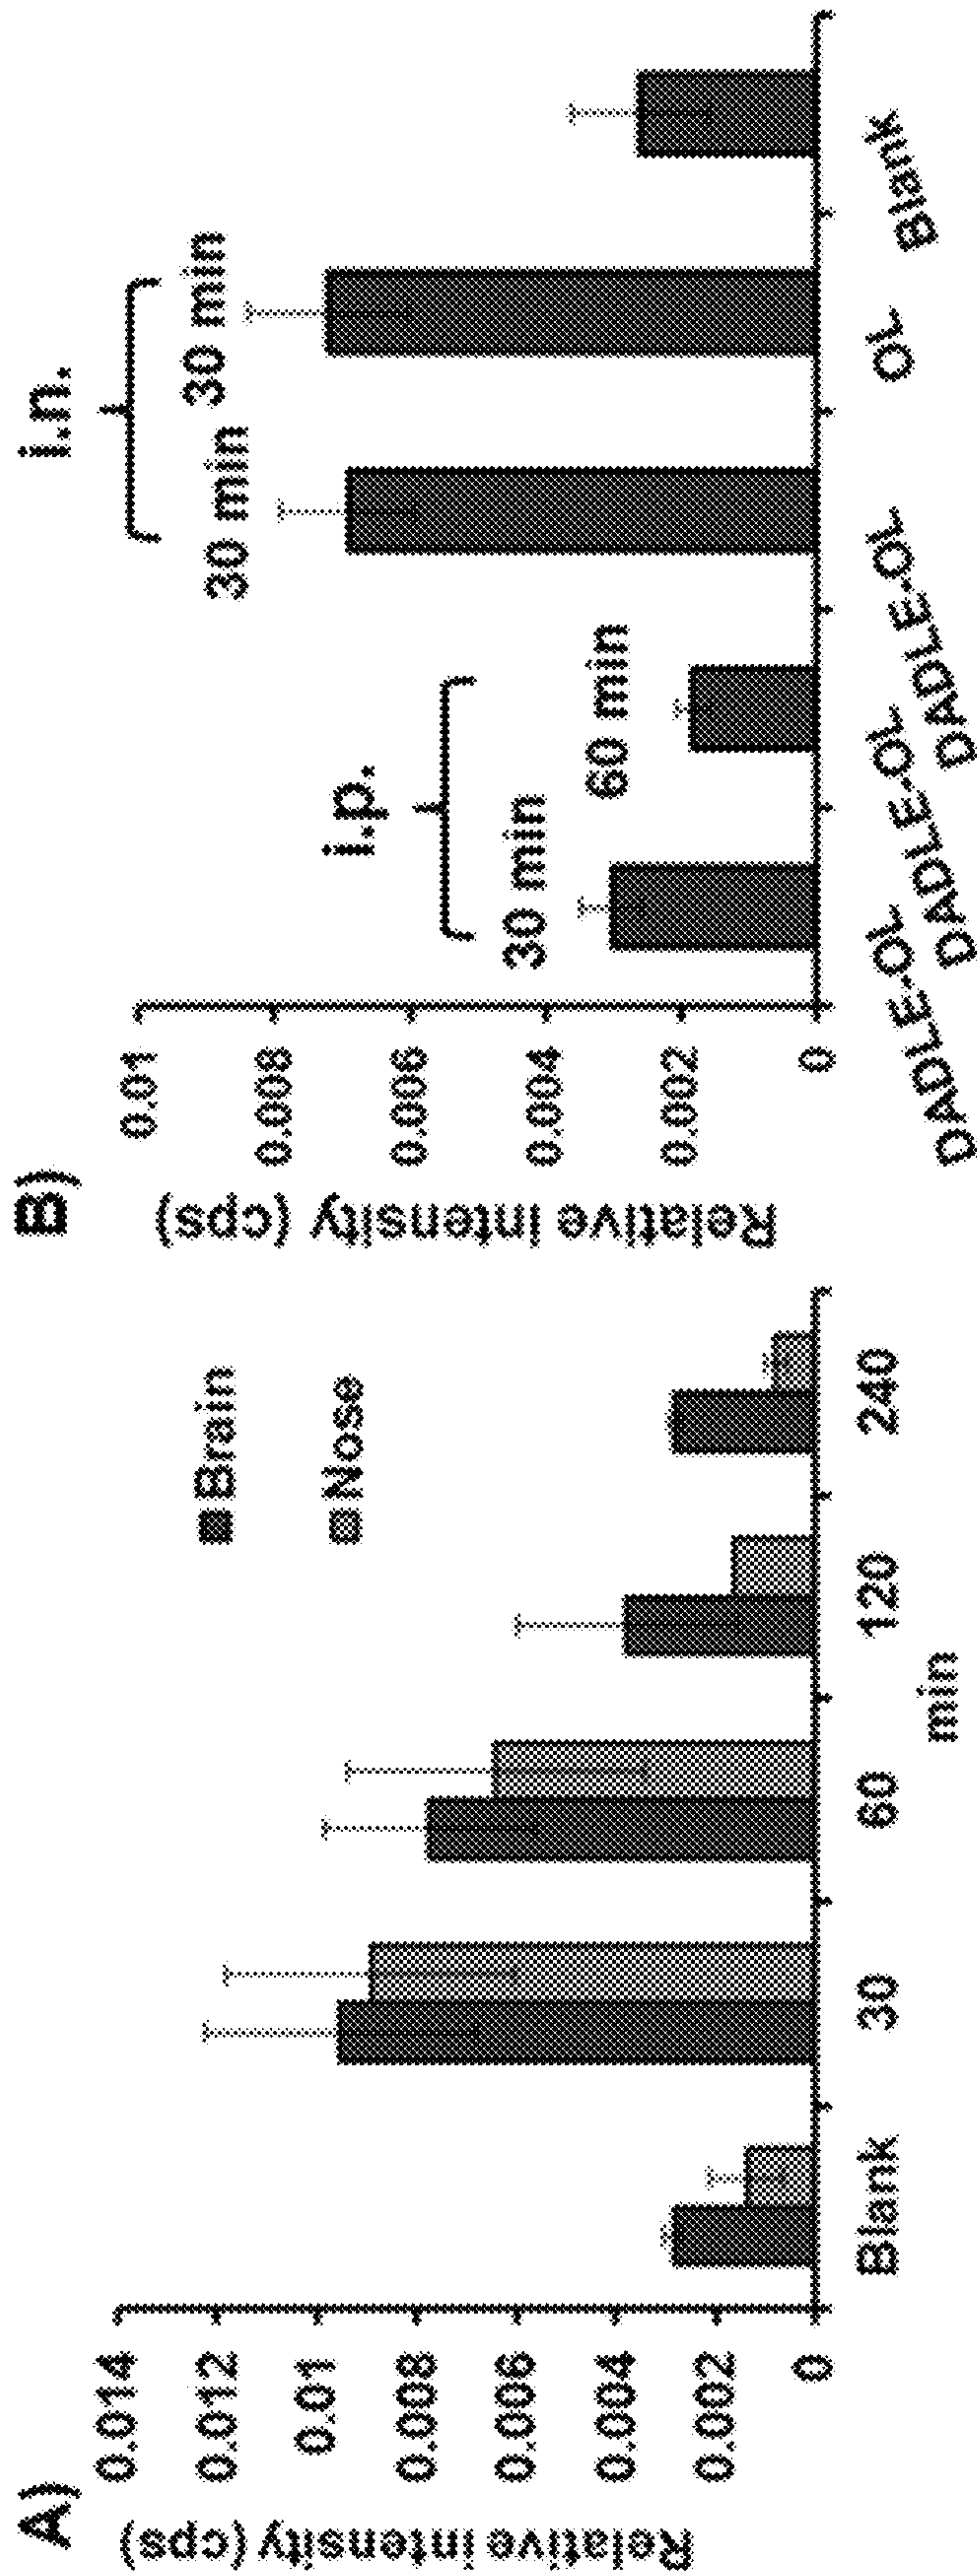 A)
Relative intensity (cps)
0.014
0.012
0.01
0.008
0.006
0.004
0.002
0
Brain
Nose
Blank 30 60 120 240
min
B)
Relative intensity (cps)
0.01
0.008
0.006
0.004
0.002
0
i.p.
30 min 60 min
i.n.
30 min 30 min
DADLE-OL DADLE-OL DADLE-OL OL Blank